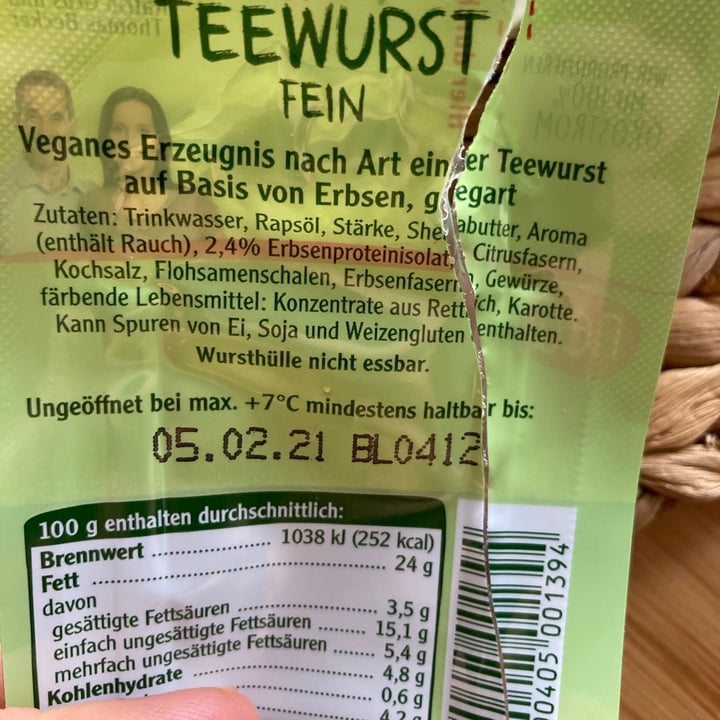 TEEWURST
FEIN
Veganes Erzeugnis nach Art einer Teewurst
auf Basis von Erbsen, gegart
Zutaten: Trinkwasser, Rapsöl, Stärke, Sheabutter, Aroma
(enthält Rauch), 2,4% Erbsenproteinisolat, Citrusfasern,
Kochsalz, Flohsamenschalen, Erbsenfasern, Gewürze,
färbende Lebensmittel: Konzentrate aus Rettich, Karotte.
Kann Spuren von Ei, Soja und Weizengluten enthalten.
Wursthülle nicht essbar.
Ungeöffnet bei max. +7°C mindestens haltbar bis:
05.02.21 BL0412
100 g enthalten durchschnittlich:
Brennwert 1038 kJ (252 kcal)
Fett 24 g
davon
gesättigte Fettsäuren 3,5 g
einfach ungesättigte Fettsäuren 15,1 g
mehrfach ungesättigte Fettsäuren 5,4 g
Kohlenhydrate 4,8 g
0,6 g
0405 001394